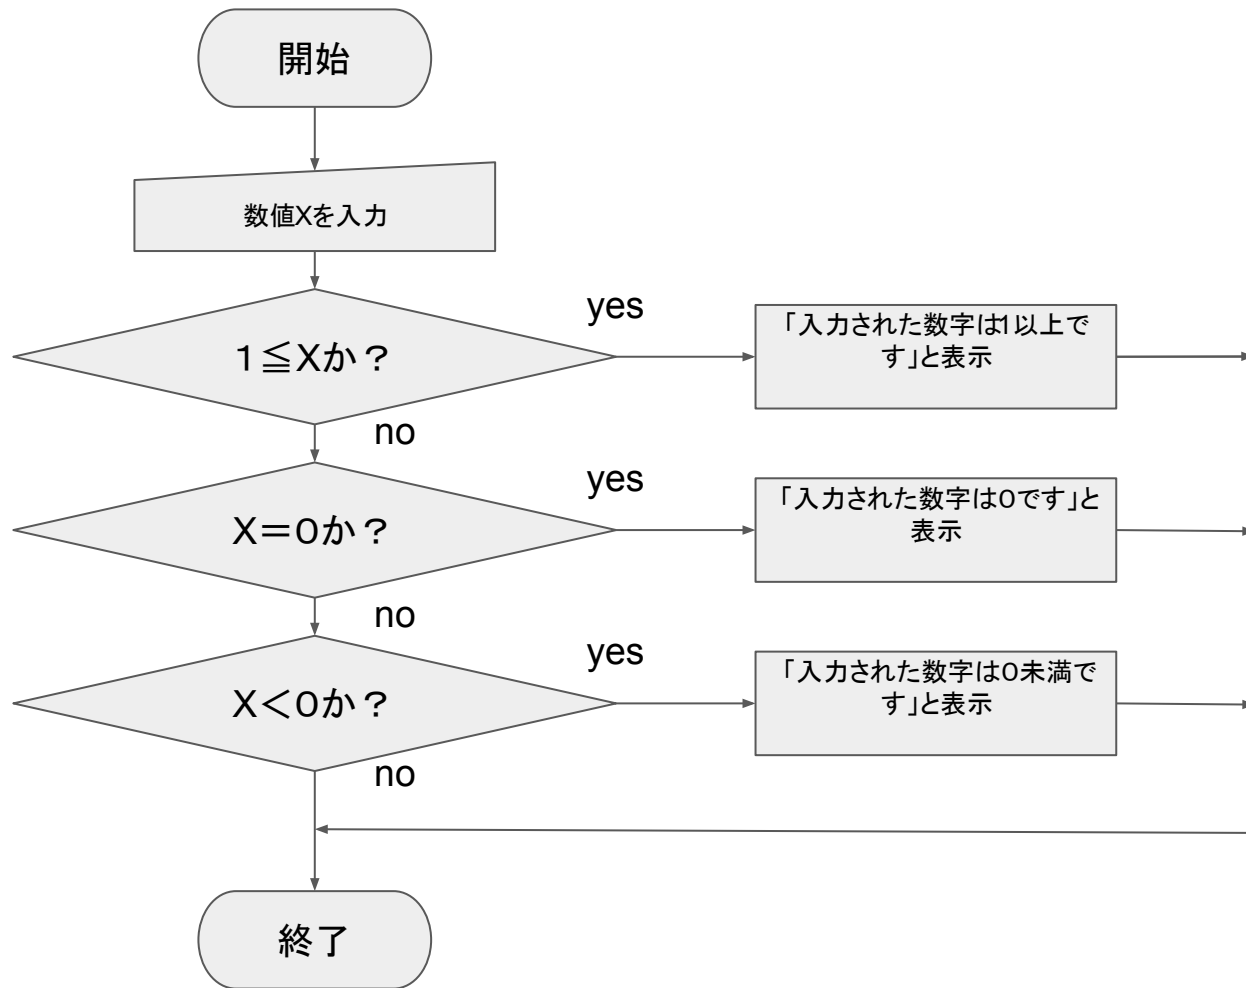 開始
数値Xを入力
yes
1≦Xか?
「入力された数字は1以上で
す」と表示
no
yes
X=0か?
「入力された数字は0です」と
表示
no
yes
X<0か?
「入力された数字は0未満で
す」と表示
no
終了